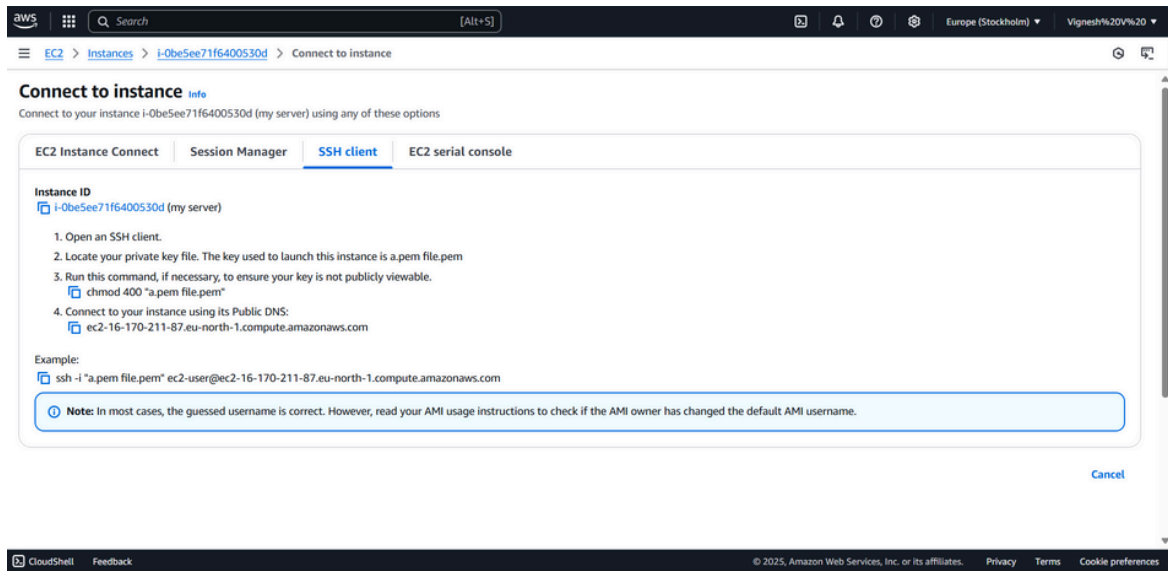 aws Search [Alt+S] Europe (Stockholm) Vignesh%20V%20
EC2 > Instances > i-0be5ee71f6400530d > Connect to instance
Connect to instance Info
Connect to your instance i-0be5ee71f6400530d (my server) using any of these options
EC2 Instance Connect Session Manager SSH client EC2 serial console
Instance ID
i-0be5ee71f6400530d (my server)
1. Open an SSH client.
2. Locate your private key file. The key used to launch this instance is a.pem file.pem
3. Run this command, if necessary, to ensure your key is not publicly viewable.
chmod 400 "a.pem file.pem"
4. Connect to your instance using its Public DNS:
ec2-16-170-211-87.eu-north-1.compute.amazonaws.com
Example:
ssh -i "a.pem file.pem" ec2-user@ec2-16-170-211-87.eu-north-1.compute.amazonaws.com
Note: In most cases, the guessed username is correct. However, read your AMI usage instructions to check if the AMI owner has changed the default AMI username.
Cancel
CloudShell Feedback © 2025, Amazon Web Services, Inc. or its affiliates. Privacy Terms Cookie preferences